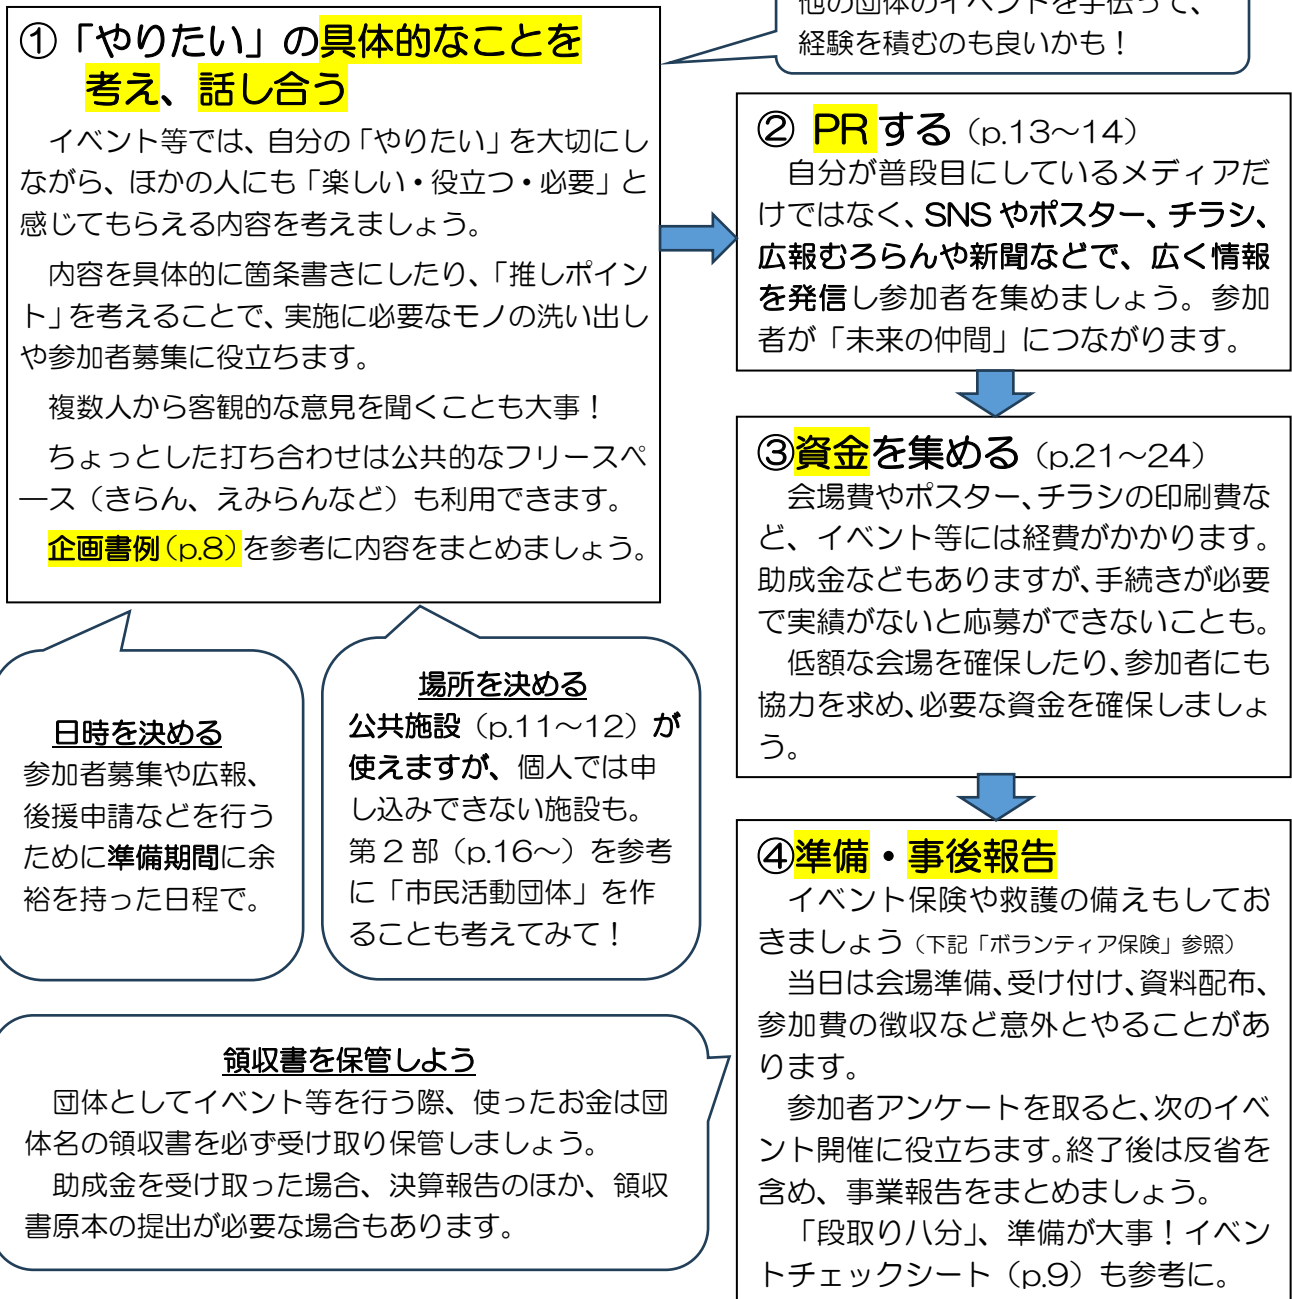 他の団体のイベントを手伝って、
経験を積むのも良いかも！
①「やりたい」の具体的なことを
考え、話し合う
イベント等では、自分の「やりたい」を大切にし
ながら、ほかの人にも「楽しい・役立つ・必要」と
感じてもらえる内容を考えましょう。
内容を具体的に箇条書きにしたり、「推しポイン
ト」を考えることで、実施に必要なモノの洗い出し
や参加者募集に役立ちます。
複数人から客観的な意見を聞くことも大事！
ちょっとした打ち合わせは公共的なフリースペ
ース（きらん、えみらんなど）も利用できます。
企画書例（p.8）を参考に内容をまとめましょう。
日時を決める
参加者募集や広報、
後援申請などを行う
ために準備期間に余
裕を持った日程で。
場所を決める
公共施設（p.11～12）が
使えますが、個人では申
し込みできない施設も。
第２部（p.16～）を参考
に「市民活動団体」を作
ることも考えてみて！
② PRする（p.13～14）
自分が普段目にしているメディアだ
けではなく、SNSやポスター、チラシ、
広報むろらんや新聞などで、広く情報
を発信し参加者を集めましょう。参加
者が「未来の仲間」につながります。
③資金を集める（p.21～24）
会場費やポスター、チラシの印刷費な
ど、イベント等には経費がかかります。
助成金などもありますが、手続きが必要
で実績がないと応募ができないことも。
低額な会場を確保したり、参加者にも
協力を求め、必要な資金を確保しましょ
う。
④準備・事後報告
イベント保険や救護の備えもしてお
きましょう（下記「ボランティア保険」参照）
当日は会場準備、受け付け、資料配布、
参加費の徴収など意外とやることがあ
ります。
参加者アンケートを取ると、次のイベ
ント開催に役立ちます。終了後は反省を
含め、事業報告をまとめましょう。
「段取り八分」、準備が大事！イベン
トチェックシート（p.9）も参考に。
領収書を保管しよう
団体としてイベント等を行う際、使ったお金は団
体名の領収書を必ず受け取り保管しましょう。
助成金を受け取った場合、決算報告のほか、領収
書原本の提出が必要な場合もあります。